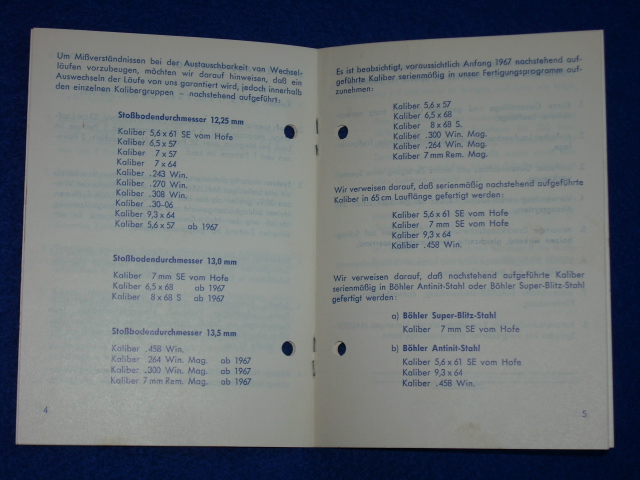 Um Mißverständnissen bei der Austauschbarkeit von Wechsel-
läufen vorzubeugen, möchten wir darauf hinweisen, daß ein
Auswechseln der Läufe von uns garantiert wird, jedoch innerhalb
den einzelnen Kalibergruppen – nachstehend aufgeführt:
Stoßbodendurchmesser 12,25 mm
Kaliber 5,6 x 61 SE vom Hofe
Kaliber 6,5 x 57
Kaliber 7 x 57
Kaliber 7 x 64
Kaliber .243 Win.
Kaliber .270 Win.
Kaliber .308 Win.
Kaliber .30-06
Kaliber 9,3 x 64
Kaliber 5,6 x 57 ab 1967
Stoßbodendurchmesser 13,0 mm
Kaliber 7 mm SE vom Hofe
Kaliber 6,5 x 68 ab 1967
Kaliber 8 x 68 S ab 1967
Stoßbodendurchmesser 13,5 mm
Kaliber .458 Win.
Kaliber .264 Win. Mag. ab 1967
Kaliber .300 Win. Mag. ab 1967
Kaliber 7 mm Rem. Mag. ab 1967
4
Es ist beabsichtigt, voraussichtlich Anfang 1967 nachstehend auf-
geführte Kaliber serienmäßig in unser Fertigungsprogramm auf-
zunehmen:
Kaliber 5,6 x 57
Kaliber 6,5 x 68
Kaliber 8 x 68 S.
Kaliber .300 Win. Mag.
Kaliber .264 Win. Mag.
Kaliber 7 mm Rem. Mag.
Wir verweisen darauf, daß serienmäßig nachstehend aufgeführte
Kaliber in 65 cm Lauflänge gefertigt werden:
Kaliber 5,6 x 61 SE vom Hofe
Kaliber 7 mm SE vom Hofe
Kaliber 9,3 x 64
Kaliber .458 Win.
Wir verweisen darauf, daß nachstehend aufgeführte Kaliber
serienmäßig in Böhler Antinit-Stahl oder Böhler Super-Blitz-Stahl
gefertigt werden:
a) Böhler Super-Blitz-Stahl
Kaliber 7 mm SE vom Hofe
b) Böhler Antinit-Stahl
Kaliber 5,6 x 61 SE vom Hofe
Kaliber 9,3 x 64
Kaliber .458 Win.
5